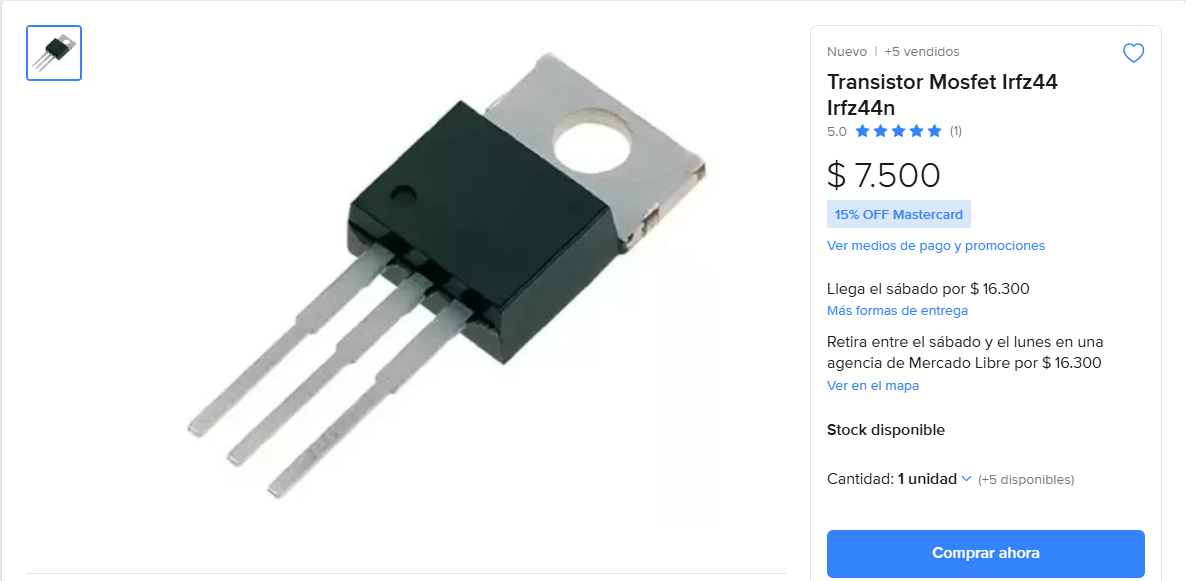 Nuevo | +5 vendidos
Transistor Mosfet Irfz44
Irfz44n
5.0 ★★★★★ (1)
$ 7.500
15% OFF Mastercard
Ver medios de pago y promociones
Llega el sábado por $ 16.300
Más formas de entrega
Retira entre el sábado y el lunes en una
agencia de Mercado Libre por $ 16.300
Ver en el mapa
Stock disponible
Cantidad: 1 unidad (+5 disponibles)
Comprar ahora